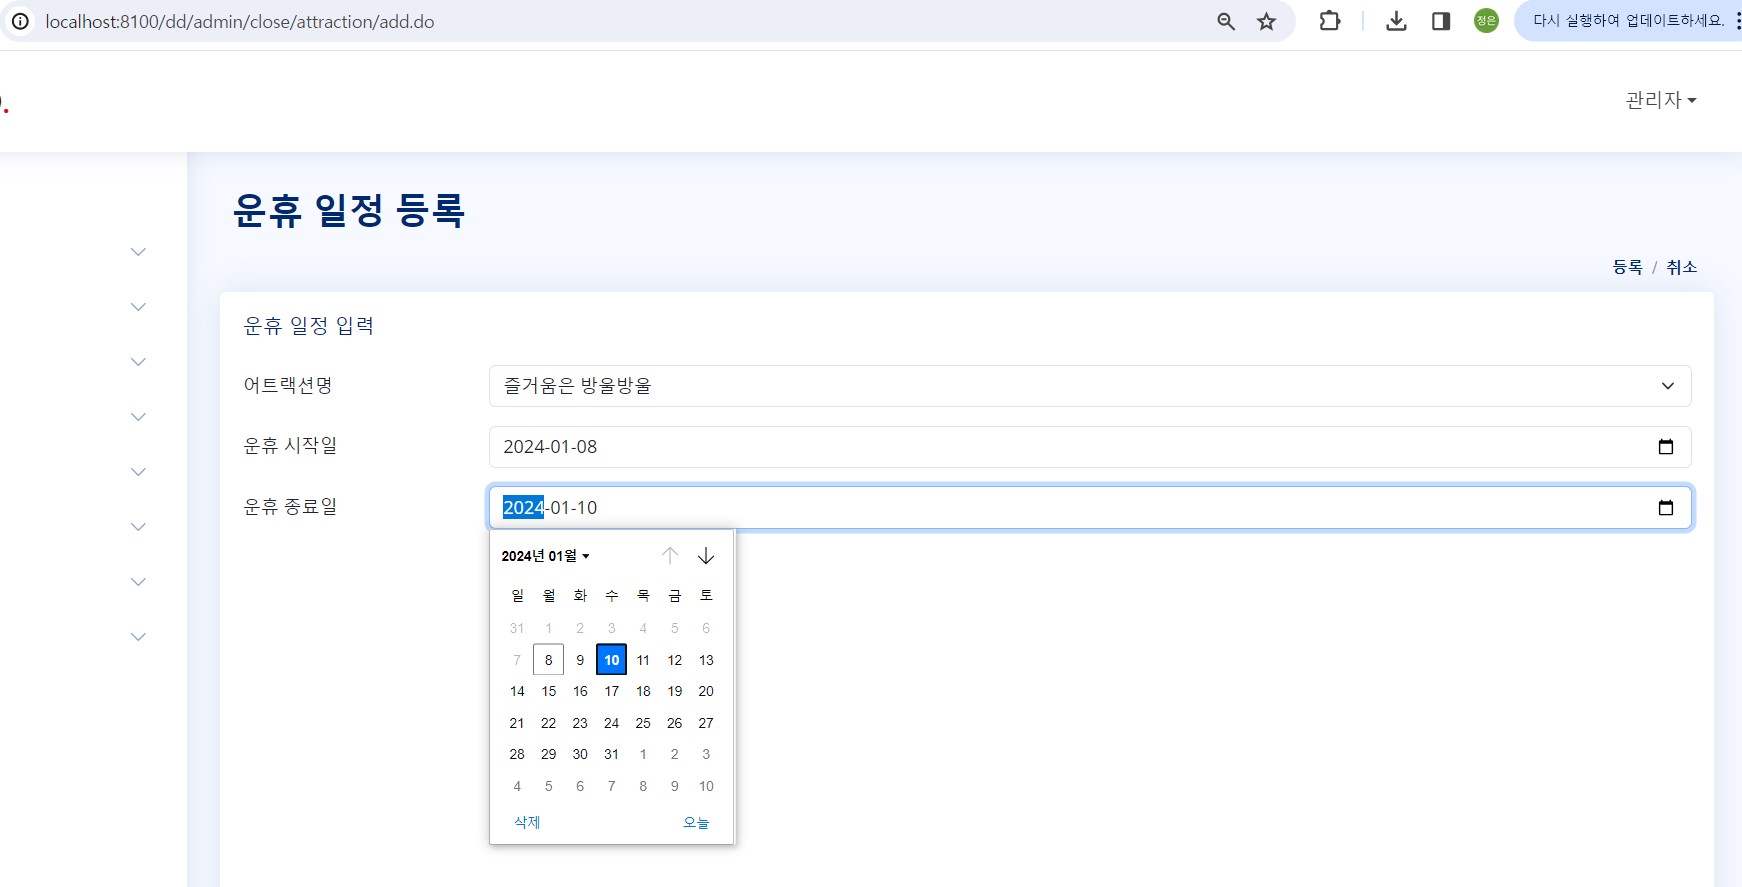 localhost:8100/dd/admin/close/attraction/add.do
정은
다시 실행하여 업데이트하세요.
관리자
운휴 일정 등록
등록 / 취소
운휴 일정 입력
어트랙션명 즐거움은 방울방울
운휴 시작일 2024-01-08
운휴 종료일 2024-01-10
2024년 01월
일 월 화 수 목 금 토
31 1 2 3 4 5 6
7 8 9 10 11 12 13
14 15 16 17 18 19 20
21 22 23 24 25 26 27
28 29 30 31 1 2 3
4 5 6 7 8 9 10
삭제 오늘